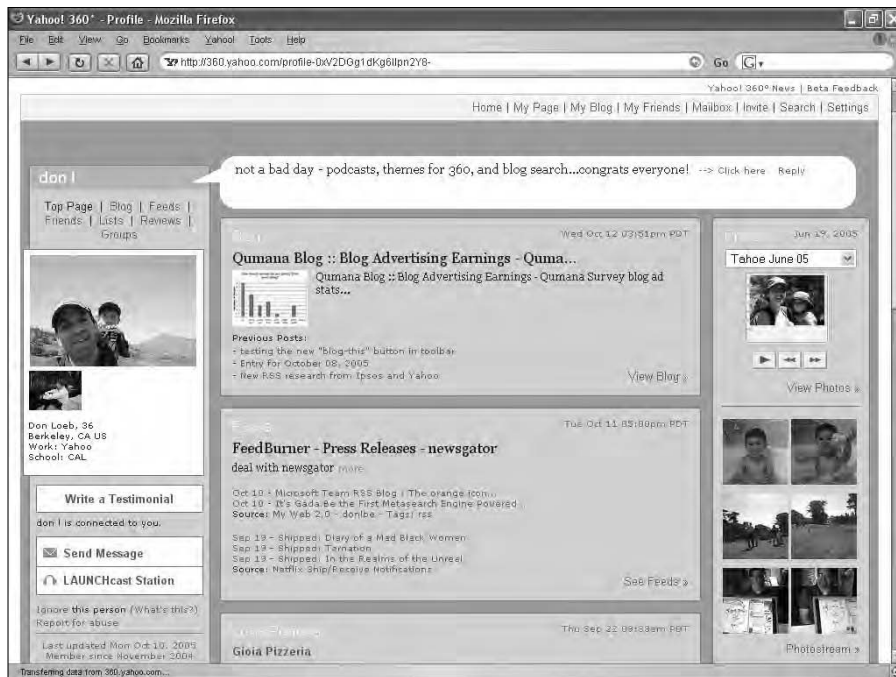 Yahoo! 360° - Profile - Mozilla Firefox
File Edit View Go Bookmarks Yahoo! Tools Help
http://360.yahoo.com/profile-0xV2DGg1dKg6Ilpn2Y8-
Go
Yahoo! 360° News | Beta Feedback
Home | My Page | My Blog | My Friends | Mailbox | Invite | Search | Settings
don l
not a bad day - podcasts, themes for 360, and blog search...congrats everyone! --> Click here Reply
Top Page | Blog | Feeds |
Friends | Lists | Reviews |
Groups
Don Loeb, 36
Berkeley, CA US
Work: Yahoo
School: CAL
Write a Testimonial
don l is connected to you.
Send Message
LAUNCHcast Station
Ignore this person (What's this?)
Report for abuse
Last updated Mon Oct 10, 2005
Member since November 2004
Blog
Wed Oct 12 03:51pm PDT
Qumana Blog :: Blog Advertising Earnings - Quma...
Qumana Blog :: Blog Advertising Earnings - Qumana Survey blog ad
stats...
Previous Posts:
- testing the new "blog-this" button in toolbar
- Entry for October 08, 2005
- New RSS research from Ipsos and Yahoo
View Blog »
Tue Oct 11 05:00pm PDT
FeedBurner - Press Releases - newsgator
deal with newsgator more
Oct 10 - Microsoft Team RSS Blog : The orange icon...
Oct 10 - It's Gada Be the First Metasearch Engine Powered...
Source: My Web 2.0 - donlbe - Tags/ rss
Sep 19 - Shipped: Diary of a Mad Black Women
Sep 19 - Shipped: Tarnation
Sep 19 - Shipped: In the Realms of the Unreal
Source: Netflix Ship/Receive Notifications
See Feeds »
Thu Sep 22 09:33am PDT
Gioia Pizzeria
Jun 29, 2005
Tahoe June 05
View Photos »
Photostream »
Transferring data from 360.yahoo.com...